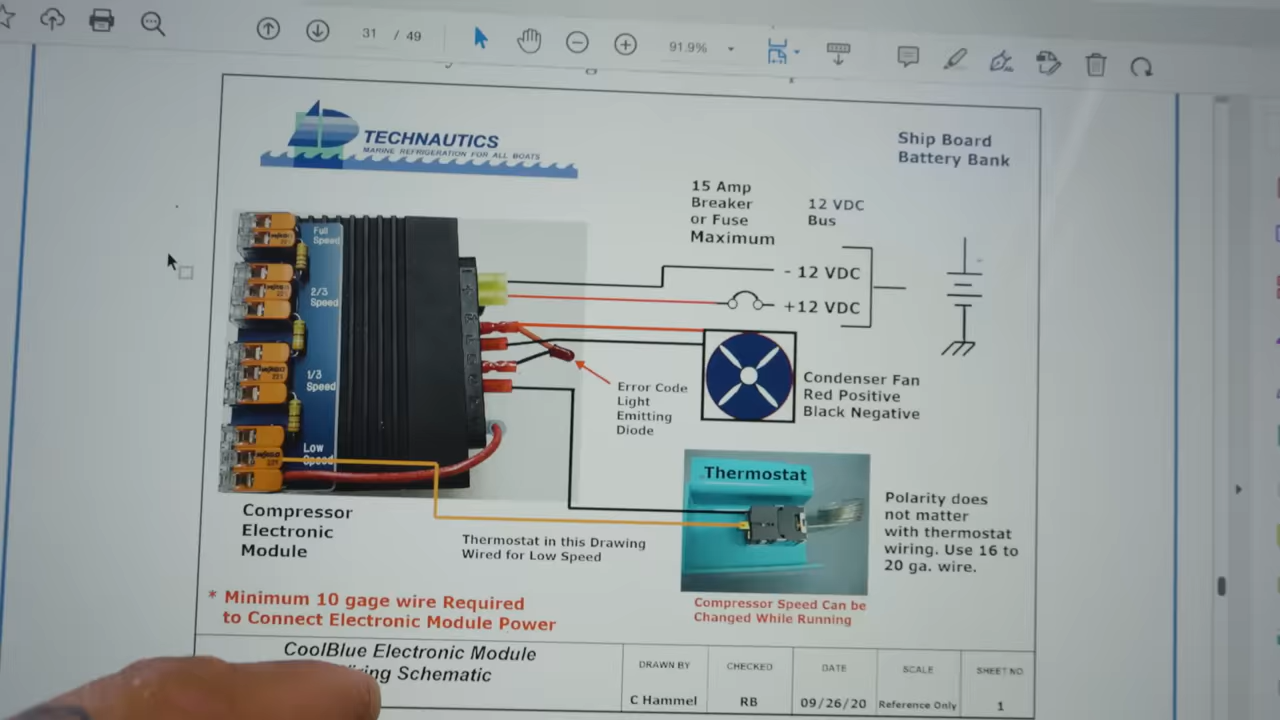 31 / 49
91.9%
TECHNAUTICS
MARINE REFRIGERATION FOR ALL BOATS
Ship Board
Battery Bank
15 Amp
Breaker
or Fuse
Maximum
12 VDC
Bus
Full
Speed
2/3
Speed
1/3
Speed
Low
Speed
- 12 VDC
+12 VDC
Error Code
Light
Emitting
Diode
Condenser Fan
Red Positive
Black Negative
Thermostat
Polarity does
not matter
with thermostat
wiring. Use 16 to
20 ga. wire.
Compressor
Electronic
Module
Thermostat in this Drawing
Wired for Low Speed
Compressor Speed Can be
Changed While Running
* Minimum 10 gage wire Required
to Connect Electronic Module Power
CoolBlue Electronic Module
Schematic
DRAWN BY
C Hammel
CHECKED
RB
DATE
09/26/20
SCALE
Reference Only
SHEET NO
1